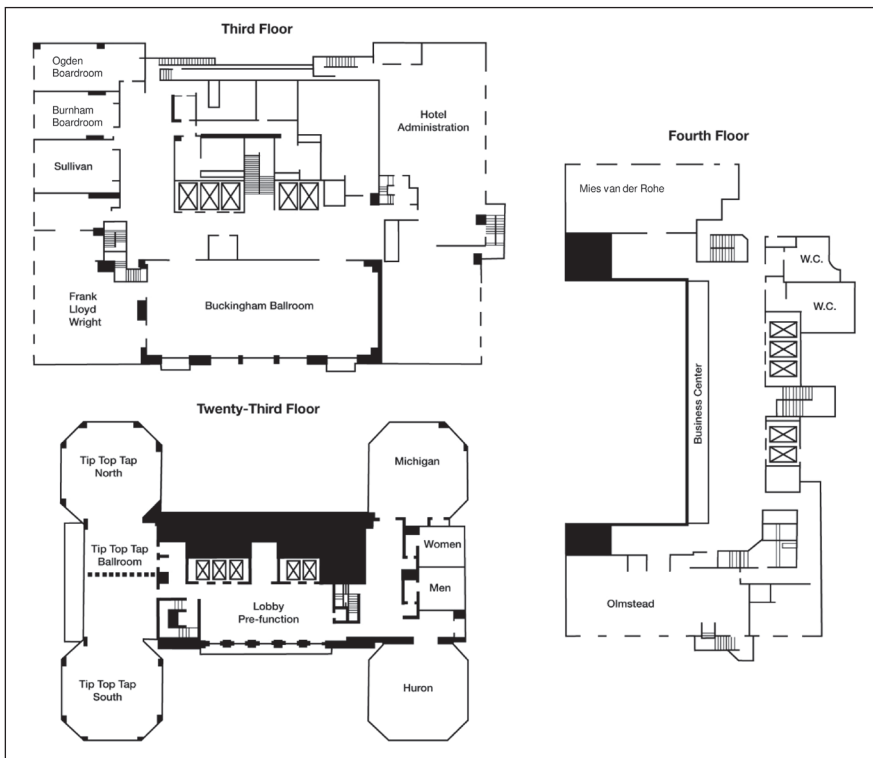 Third Floor
Ogden
Boardroom
Burnham
Boardroom
Sullivan
Hotel
Administration
Frank
Lloyd
Wright
Buckingham Ballroom
Fourth Floor
Mies van der Rohe
W.C.
W.C.
Business Center
Olmstead
Twenty-Third Floor
Tip Top Tap
North
Michigan
Tip Top Tap
Ballroom
Women
Men
Lobby
Pre-function
Tip Top Tap
South
Huron